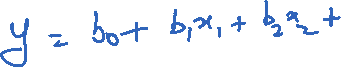 y = b₀ + b₁x₁ + b₂x₂ +